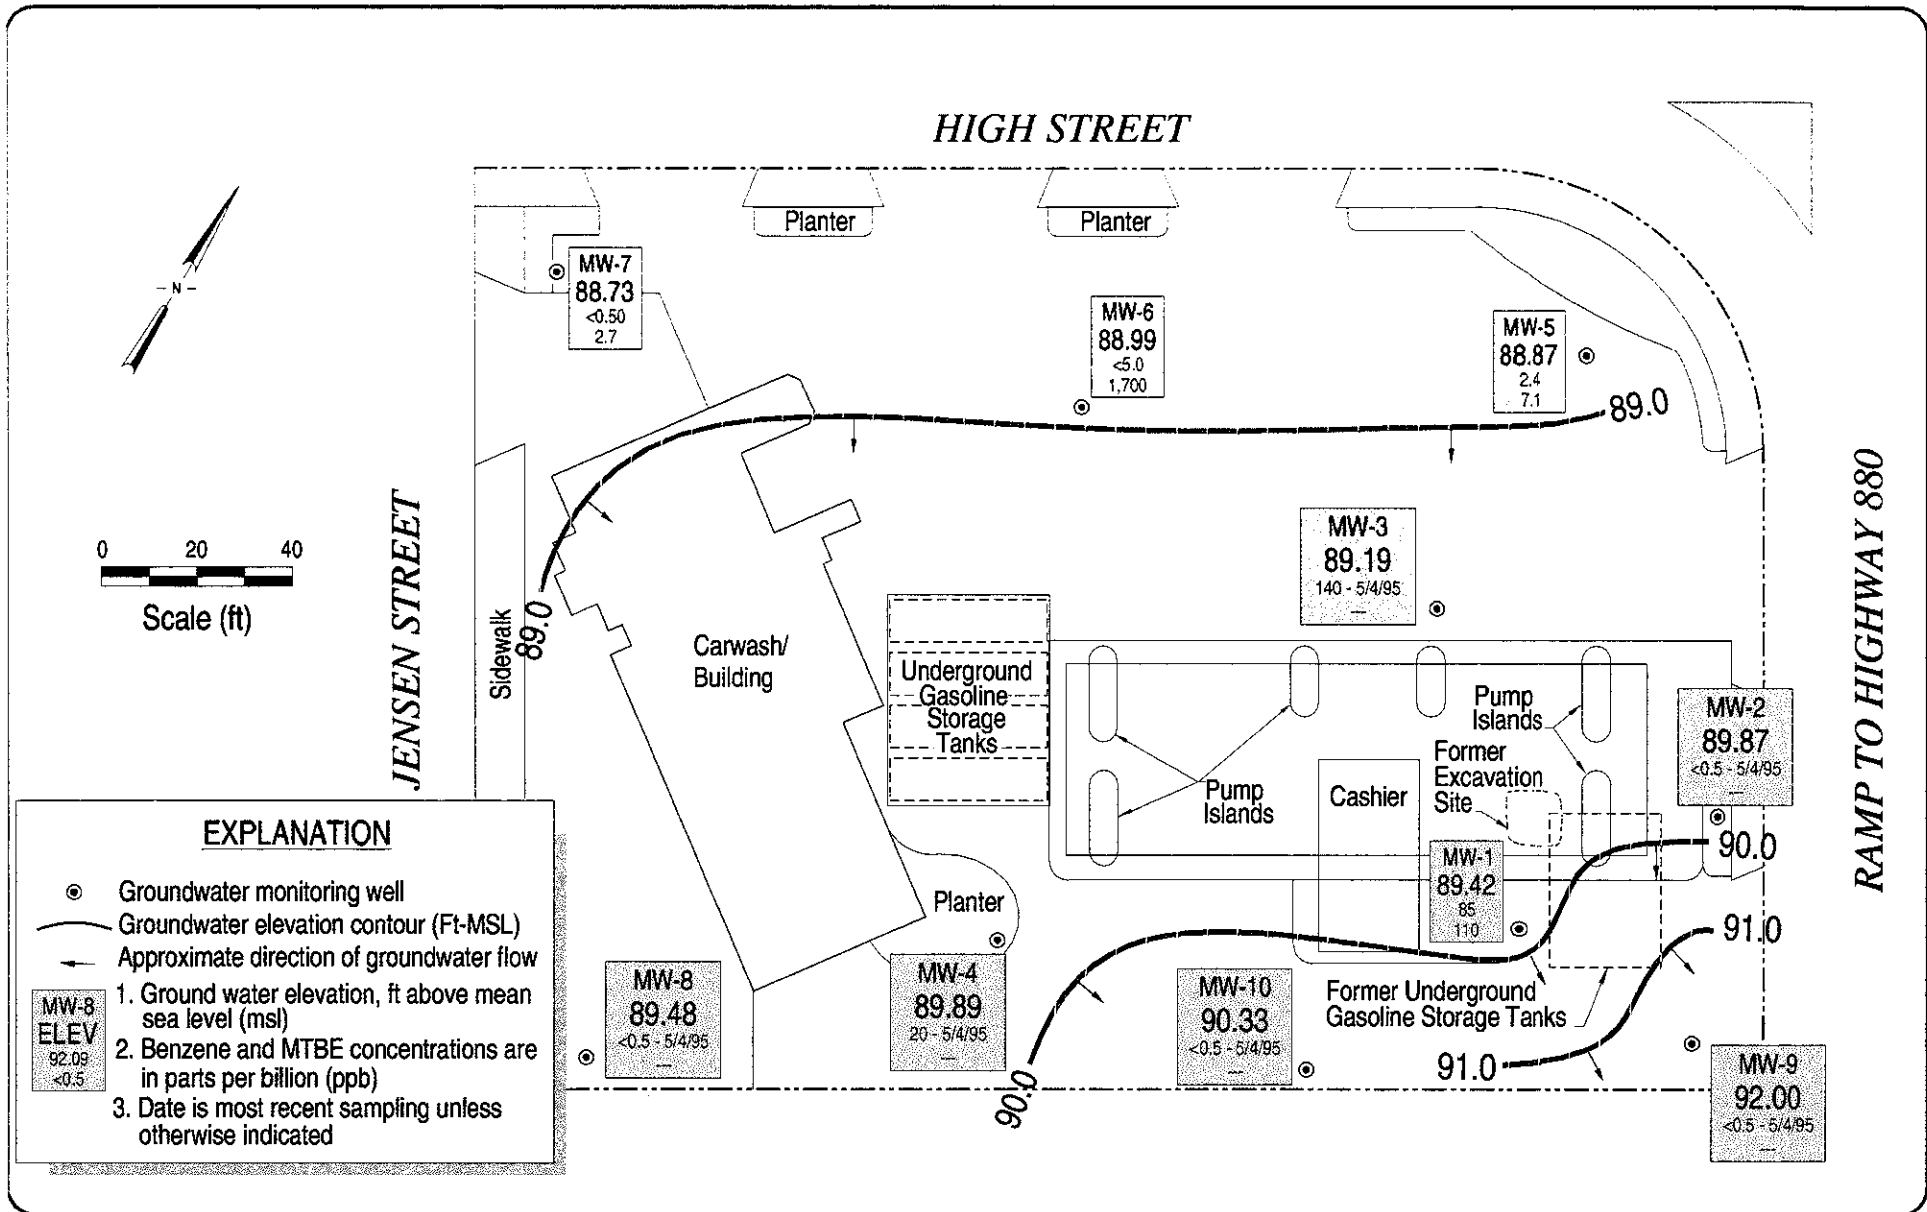 HIGH STREET
Planter
Planter
- N -
MW-7
88.73
<0.50
2.7
MW-6
88.99
<5.0
1,700
MW-5
88.87
2.4
7.1
89.0
0 20 40
Scale (ft)
JENSEN STREET
Sidewalk
89.0
Carwash/
Building
Underground
Gasoline
Storage
Tanks
MW-3
89.19
140 - 5/4/95
—
Pump
Islands
Pump
Islands
Cashier
Former
Excavation
Site
MW-2
89.87
<0.5 - 5/4/95
—
RAMP TO HIGHWAY 880
90.0
MW-1
89.42
85
110
91.0
Planter
MW-8
89.48
<0.5 - 5/4/95
—
MW-4
89.89
20 - 5/4/95
—
90.0
MW-10
90.33
<0.5 - 5/4/95
—
Former Underground
Gasoline Storage Tanks
91.0
MW-9
92.00
<0.5 - 5/4/95
—
EXPLANATION
Groundwater monitoring well
Groundwater elevation contour (Ft-MSL)
Approximate direction of groundwater flow
MW-8
ELEV
92.09
<0.5
1. Ground water elevation, ft above mean
sea level (msl)
2. Benzene and MTBE concentrations are
in parts per billion (ppb)
3. Date is most recent sampling unless
otherwise indicated